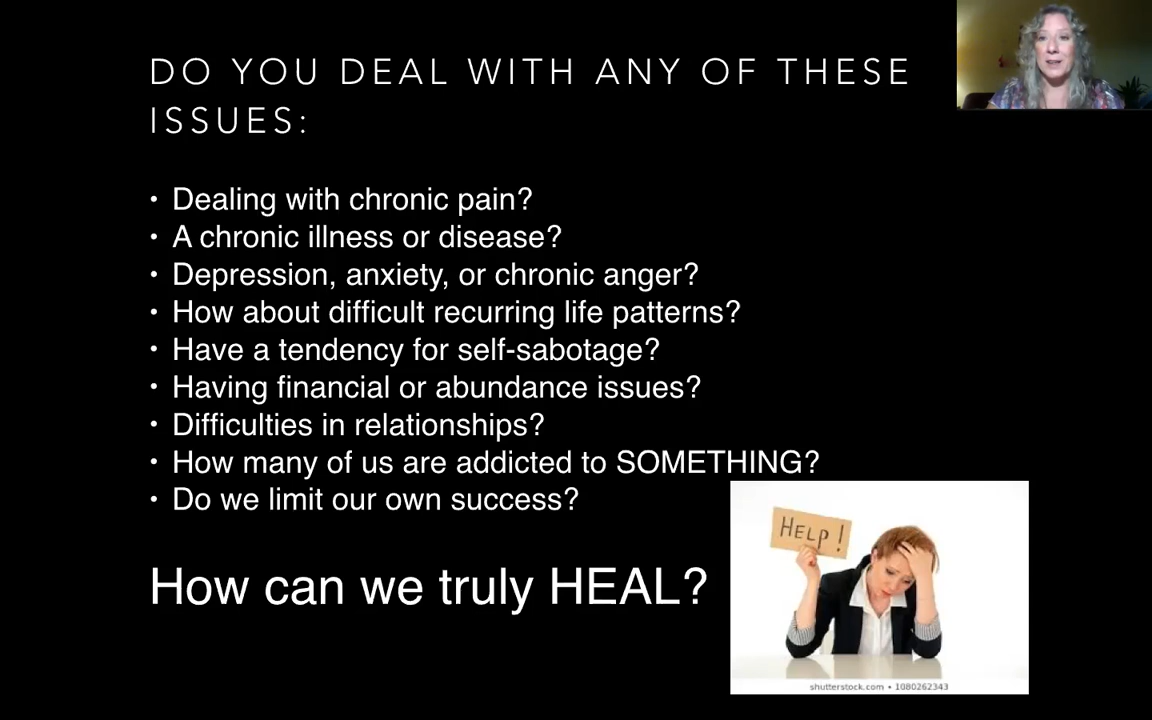 DO YOU DEAL WITH ANY OF THESE
ISSUES:
• Dealing with chronic pain?
• A chronic illness or disease?
• Depression, anxiety, or chronic anger?
• How about difficult recurring life patterns?
• Have a tendency for self-sabotage?
• Having financial or abundance issues?
• Difficulties in relationships?
• How many of us are addicted to SOMETHING?
• Do we limit our own success?
HELP!
How can we truly HEAL?
shutterstock.com • 1080262343